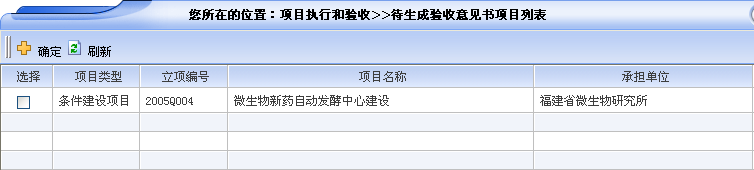 您所在的位置：项目执行和验收>>待生成验收意见书项目列表
确定 刷新
选择 项目类型 立项编号 项目名称 承担单位
条件建设项目 2005Q004 微生物新药自动发酵中心建设 福建省微生物研究所